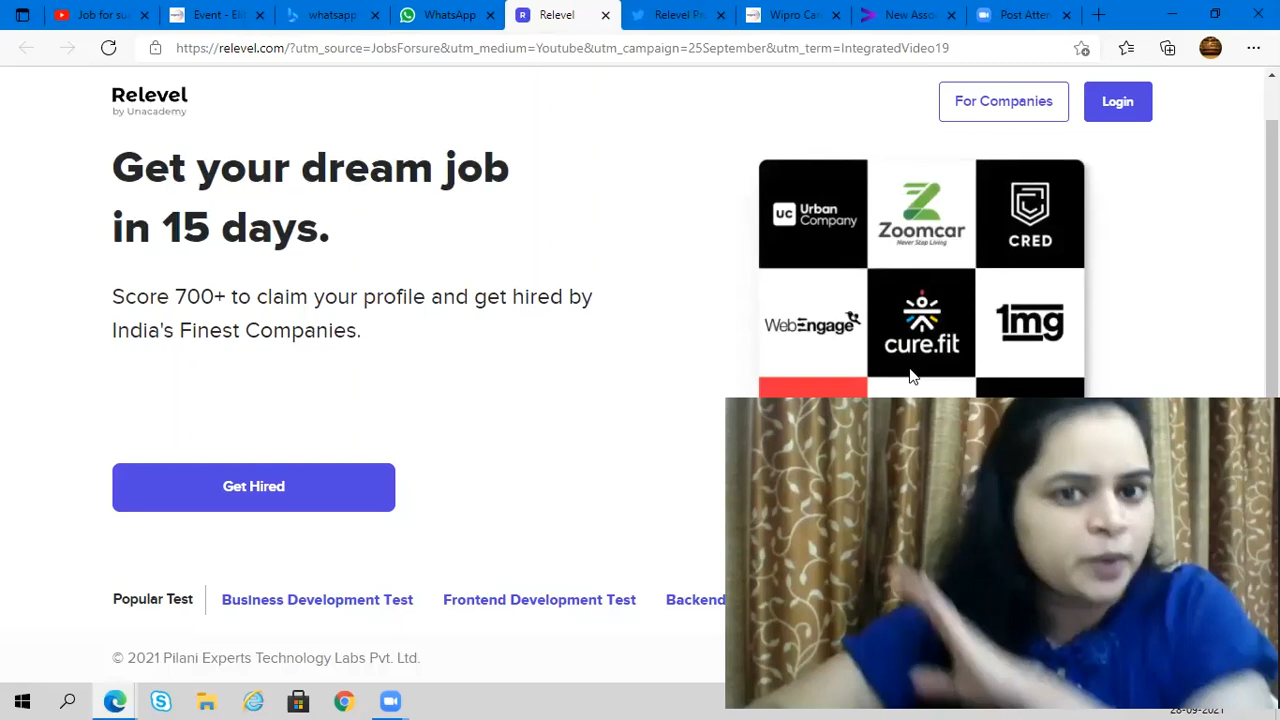 Job for su
Event - Eli
whatsapp
WhatsApp
Relevel
Relevel Pr
Wipro Car
New Asso
Post Atten
https://relevel.com/?utm_source=JobsForsure&utm_medium=Youtube&utm_campaign=25September&utm_term=IntegratedVideo19
Relevel
by Unacademy
For Companies
Login
Get your dream job
in 15 days.
Score 700+ to claim your profile and get hired by
India's Finest Companies.
UC Urban
Company
Zoomcar
Never Stop Living
CRED
WebEngage
cure.fit
1mg
Get Hired
Popular Test
Business Development Test
Frontend Development Test
Backend
© 2021 Pilani Experts Technology Labs Pvt. Ltd.
28-09-2021